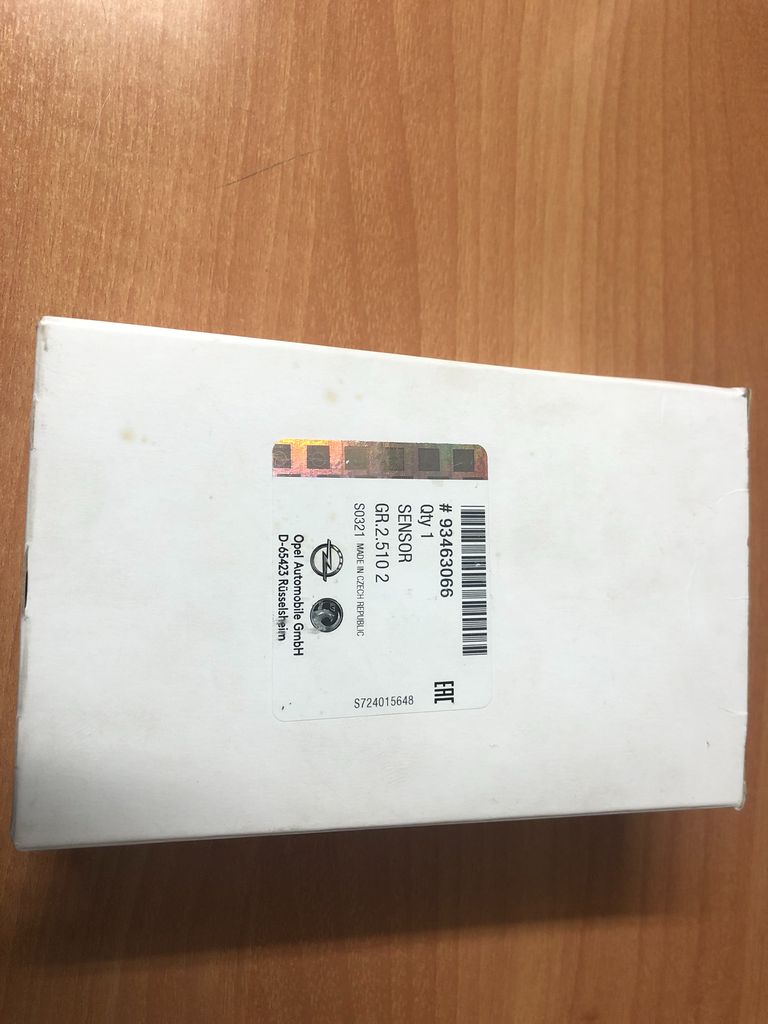 # 93463066
Qty 1
SENSOR
GR.2.510 2
S0321 MADE IN CZECH REPUBLIC
EAC
S724015648
Opel Automobile GmbH
D-65423 Rüsselsheim